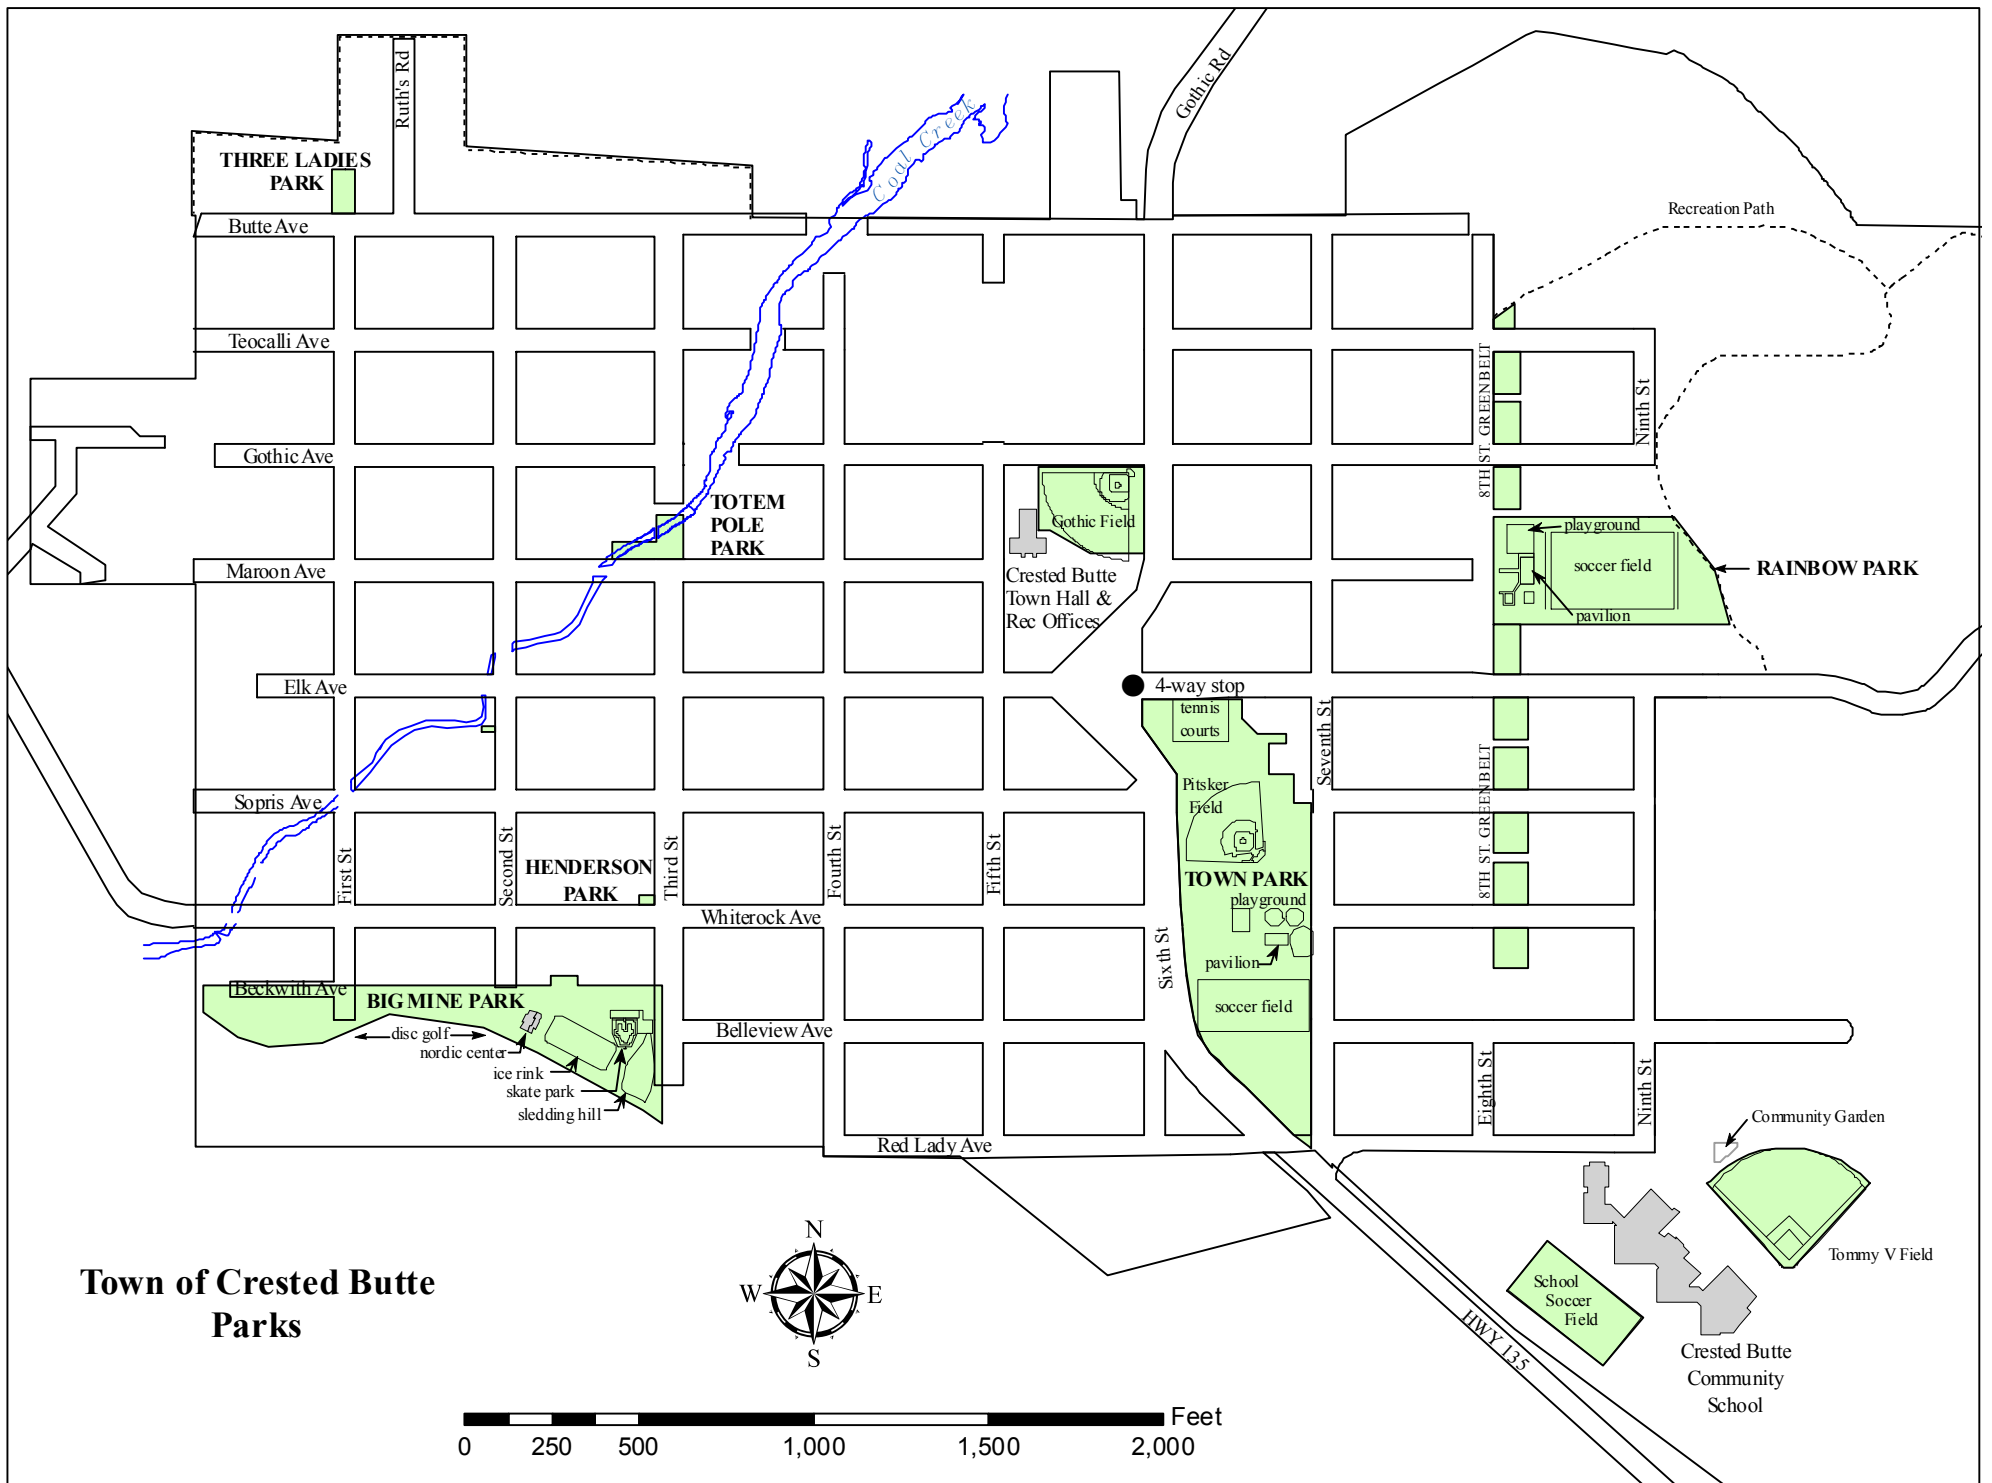 Ruth's Rd
Gothic Rd
Coal Creek
THREE LADIES
PARK
Recreation Path
Butte Ave
Teocalli Ave
8TH ST. GREENBELT
Ninth St
Gothic Ave
TOTEM
POLE
PARK
Gothic Field
playground
soccer field
RAINBOW PARK
pavilion
Maroon Ave
Crested Butte
Town Hall &
Rec Offices
Elk Ave
4-way stop
tennis
courts
Seventh St
8TH ST. GREENBELT
Pitsker
Field
Sopris Ave
First St
Second St
HENDERSON
PARK
Third St
Fourth St
Fifth St
TOWN PARK
playground
Whiterock Ave
Sixth St
pavilion
Beckwith Ave
BIG MINE PARK
soccer field
disc golf
nordic center
Belleview Ave
ice rink
skate park
sledding hill
Eighth St
Ninth St
Community Garden
Red Lady Ave
Tommy V Field
School
Soccer
Field
HWY 135
Crested Butte
Community
School
Town of Crested Butte
Parks
N
W
E
S
Feet
0 250 500 1,000 1,500 2,000